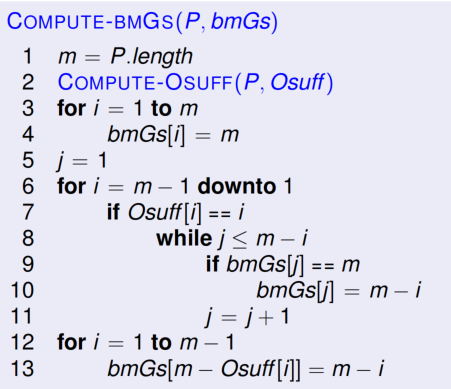 COMPUTE-BMGS(P, bmGs)
1 m = P.length
2 COMPUTE-OSUFF(P, Osuff)
3 for i = 1 to m
4 bmGs[i] = m
5 j = 1
6 for i = m − 1 downto 1
7 if Osuff[i] == i
8 while j ≤ m − i
9 if bmGs[j] == m
10 bmGs[j] = m − i
11 j = j + 1
12 for i = 1 to m − 1
13 bmGs[m − Osuff[i]] = m − i